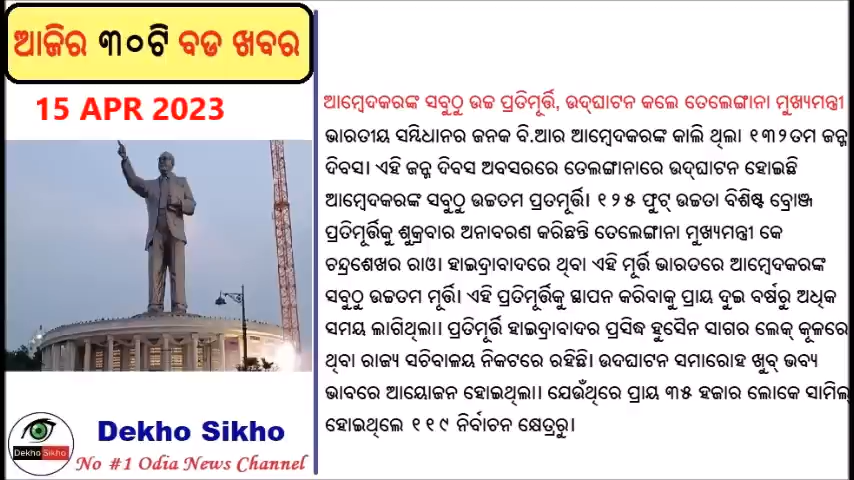 ଆଜିର ୩୦ଟି ବଡ ଖବର
15 APR 2023
ଆମ୍ବେଦକରଙ୍କ ସବୁଠୁ ଉଚ୍ଚ ପ୍ରତିମୂର୍ତ୍ତି, ଉଦ୍‌ଘାଟନ କଲେ ତେଲେଙ୍ଗାନା ମୁଖ୍ୟମନ୍ତ୍ରୀ
ଭାରତୀୟ ସମ୍ବିଧାନର ଜନକ ବି.ଆର ଆମ୍ବେଦକରଙ୍କ କାଲି ଥିଲା ୧୩୨ତମ ଜନ୍ମ
ଦିବସ। ଏହି ଜନ୍ମ ଦିବସ ଅବସରରେ ତେଲଙ୍ଗାନାରେ ଉଦ୍‌ଘାଟନ ହୋଇଛି
ଆମ୍ବେଦକରଙ୍କ ସବୁଠୁ ଉଚ୍ଚତମ ପ୍ରତମୂର୍ତ୍ତି। ୧୨୫ ଫୁଟ୍ ଉଚ୍ଚତା ବିଶିଷ୍ଟ ବ୍ରୋଞ୍ଜ
ପ୍ରତିମୂର୍ତ୍ତିକୁ ଶୁକ୍ରବାର ଅନାବରଣ କରିଛନ୍ତି ତେଲେଙ୍ଗାନା ମୁଖ୍ୟମନ୍ତ୍ରୀ କେ
ଚନ୍ଦ୍ରଶେଖର ରାଓ। ହାଇଦ୍ରାବାଦରେ ଥିବା ଏହି ମୂର୍ତ୍ତି ଭାରତରେ ଆମ୍ବେଦକରଙ୍କ
ସବୁଠୁ ଉଚ୍ଚତମ ମୂର୍ତ୍ତି। ଏହି ପ୍ରତିମୂର୍ତ୍ତିକୁ ସ୍ଥାପନ କରିବାକୁ ପ୍ରାୟ ଦୁଇ ବର୍ଷରୁ ଅଧିକ
ସମୟ ଲାଗିଥିଲା। ପ୍ରତିମୂର୍ତ୍ତି ହାଇଦ୍ରାବାଦର ପ୍ରସିଦ୍ଧ ହୁସୈନ ସାଗର ଲେକ୍ କୂଳରେ
ଥିବା ରାଜ୍ୟ ସଚିବାଳୟ ନିକଟରେ ରହିଛି। ଉଦଘାଟନ ସମାରୋହ ଖୁବ୍ ଭବ୍ୟ
ଭାବରେ ଆୟୋଜନ ହୋଇଥିଲା। ଯେଉଁଥିରେ ପ୍ରାୟ ୩୫ ହଜାର ଲୋକେ ସାମିଲ୍
ହୋଇଥିଲେ ୧୧୯ ନିର୍ବାଚନ କ୍ଷେତ୍ରରୁ।
Dekho Sikho
Dekho Sikho
No #1 Odia News Channel